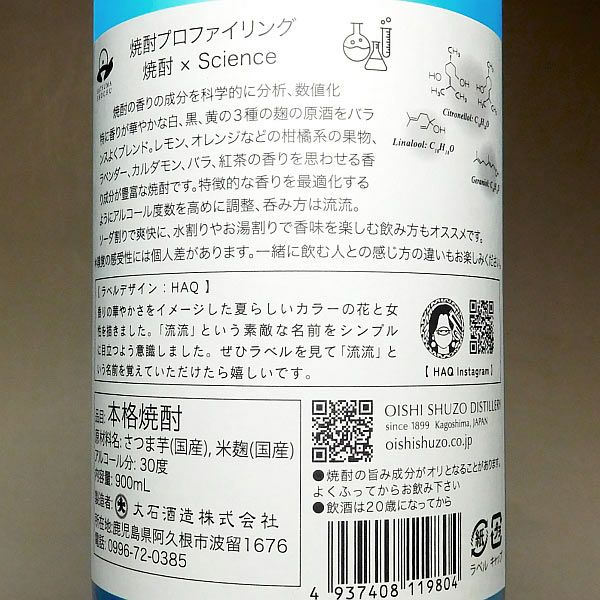 焼酎プロファイリング
焼酎 × Science
焼酎の香りの成分を科学的に分析、数値化
特に香りが華やかな白、黒、黄の3種の麹の原酒をバラ
ンスよくブレンド。レモン、オレンジなどの柑橘系の果物、
ラベンダー、カルダモン、バラ、紅茶の香りを思わせる香
り成分が豊富な焼酎です。特徴的な香りを最適化する
ようにアルコール度数を高めに調整、呑み方は流流。
ソーダ割りで爽快に、水割りやお湯割りで香味を楽しむ飲み方もオススメです。
嗅覚の感受性には個人差があります。一緒に飲む人との感じ方の違いもお楽しみください
CH₃
HO
OH
H₃C
CH₃
Citronellol: C₁₀H₂₀O
OH
Linalool: C₁₀H₁₈O
Geraniol: C₁₀H
【 ラベルデザイン : HAQ 】
香りの華やかさをイメージした夏らしいカラーの花と女
性を描きました。「流流」という素敵な名前をシンプル
に目立つよう意識しました。ぜひラベルを見て「流流」と
いう名前を覚えていただけたら嬉しいです。
【 HAQ Instagram 】
品目: 本格焼酎
原材料名: さつま芋(国産), 米麹(国産)
アルコール分: 30度
内容量: 900mL
製造者: 大石酒造株式会社
所在地: 鹿児島県阿久根市波留1676
電話: 0996-72-0385
OISHI SHUZO DISTILLERY
since 1899 Kagoshima, JAPAN
oishishuzo.co.jp
●焼酎の旨み成分がオリとなることがあります。
よくふってからお飲み下さい
●飲酒は20歳になってから
4 937408 119804
紙
プラ
ラベル キャップ